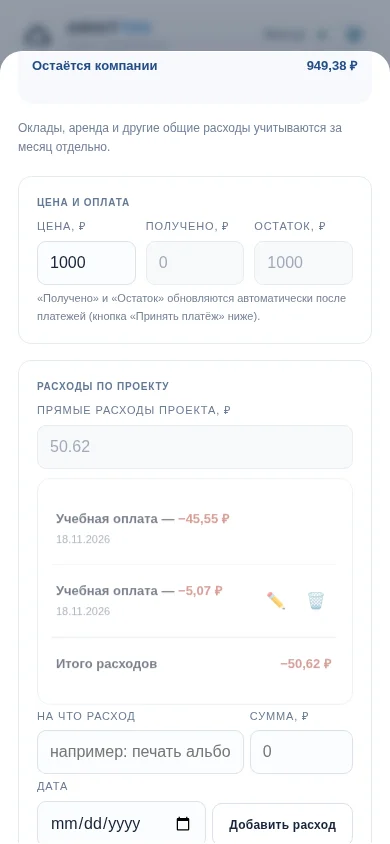 Остаётся компании 949,38 ₽
Оклады, аренда и другие общие расходы учитываются за
месяц отдельно.
ЦЕНА И ОПЛАТА
ЦЕНА, ₽ ПОЛУЧЕНО, ₽ ОСТАТОК, ₽
1000 0 1000
«Получено» и «Остаток» обновляются автоматически после
платежей (кнопка «Принять платёж» ниже).
РАСХОДЫ ПО ПРОЕКТУ
ПРЯМЫЕ РАСХОДЫ ПРОЕКТА, ₽
50.62
Учебная оплата — −45,55 ₽
18.11.2026
Учебная оплата — −5,07 ₽
18.11.2026
Итого расходов −50,62 ₽
НА ЧТО РАСХОД СУММА, ₽
например: печать альбо 0
ДАТА
mm/dd/yyyy Добавить расход